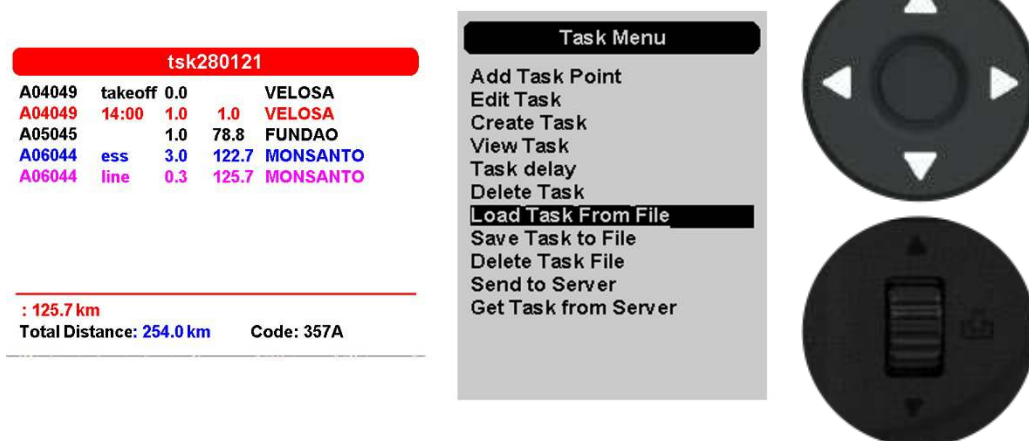 tsk280121
A04049 takeoff 0.0 VELOSA
A04049 14:00 1.0 1.0 VELOSA
A05045 1.0 78.8 FUNDAO
A06044 ess 3.0 122.7 MONSANTO
A06044 line 0.3 125.7 MONSANTO
: 125.7 km
Total Distance: 254.0 km Code: 357A
Task Menu
Add Task Point
Edit Task
Create Task
View Task
Task delay
Delete Task
Load Task From File
Save Task to File
Delete Task File
Send to Server
Get Task from Server